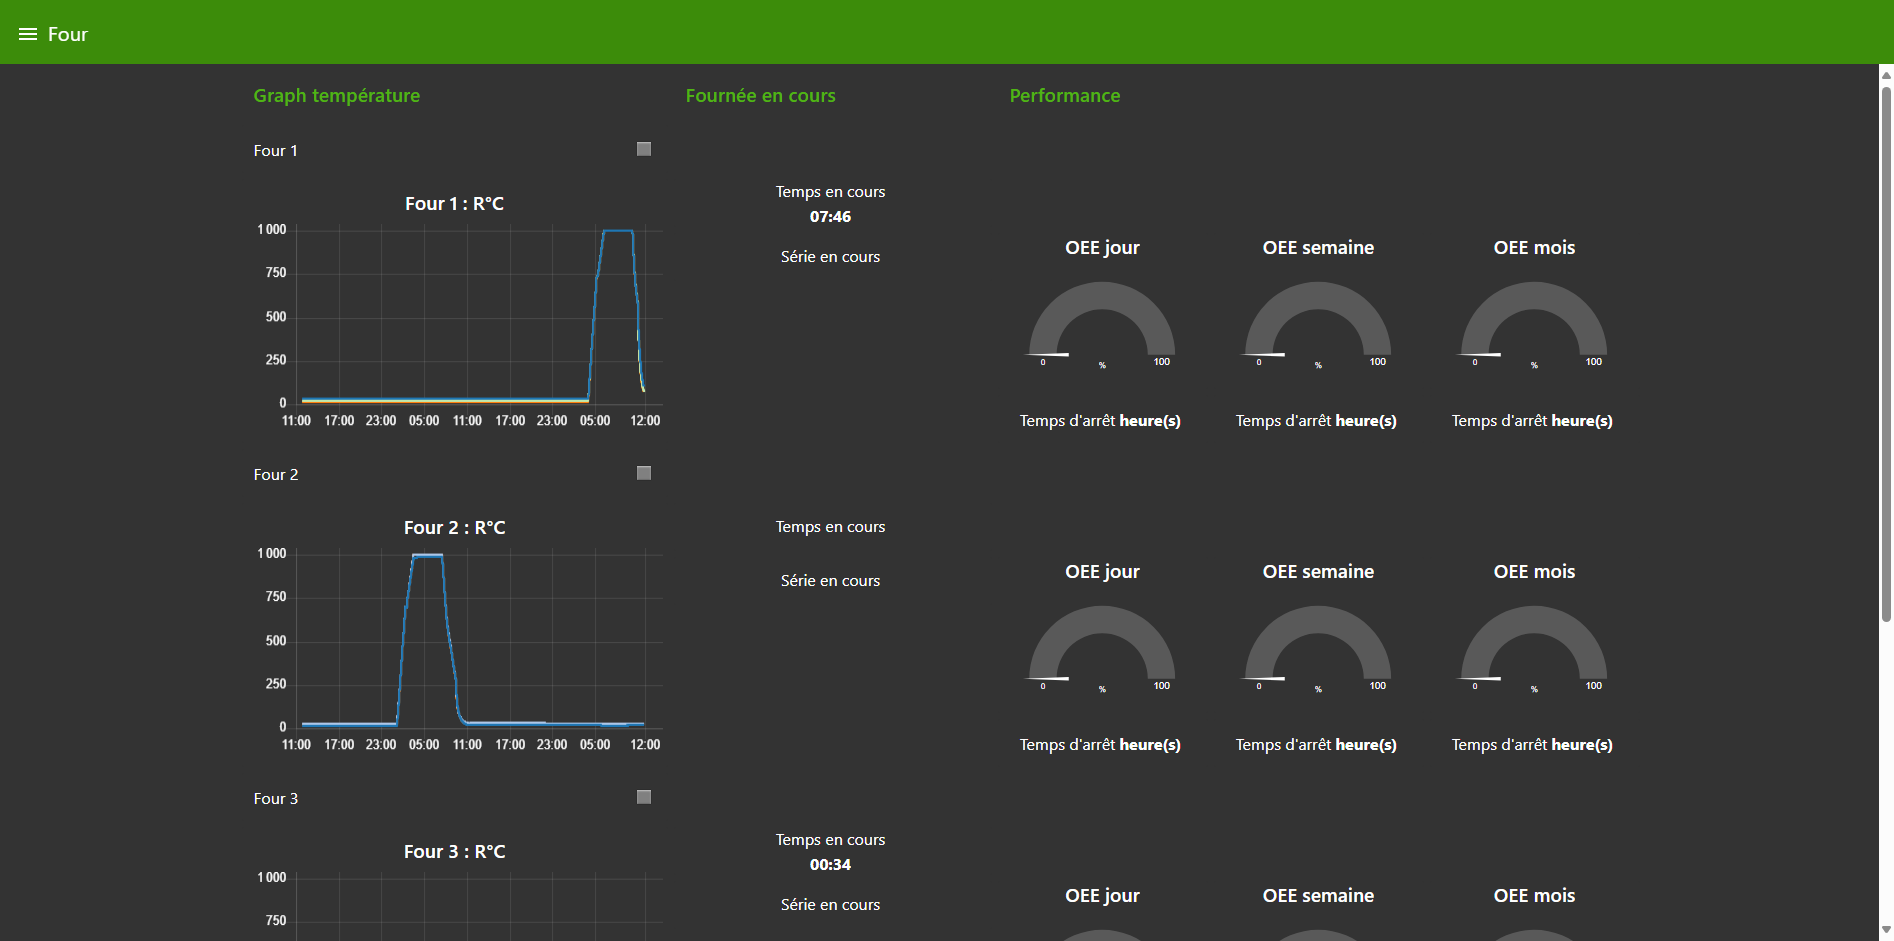 Four
Graph température
Fournée en cours
Performance
Four 1
Four 1 : R°C
1 000
750
500
250
0
11:00 17:00 23:00 05:00 11:00 17:00 23:00 05:00 12:00
Temps en cours
07:46
Série en cours
OEE jour
0 % 100
Temps d'arrêt heure(s)
OEE semaine
0 % 100
Temps d'arrêt heure(s)
OEE mois
0 % 100
Temps d'arrêt heure(s)
Four 2
Four 2 : R°C
1 000
750
500
250
0
11:00 17:00 23:00 05:00 11:00 17:00 23:00 05:00 12:00
Temps en cours
Série en cours
OEE jour
0 % 100
Temps d'arrêt heure(s)
OEE semaine
0 % 100
Temps d'arrêt heure(s)
OEE mois
0 % 100
Temps d'arrêt heure(s)
Four 3
Four 3 : R°C
1 000
750
Temps en cours
00:34
Série en cours
OEE jour
OEE semaine
OEE mois